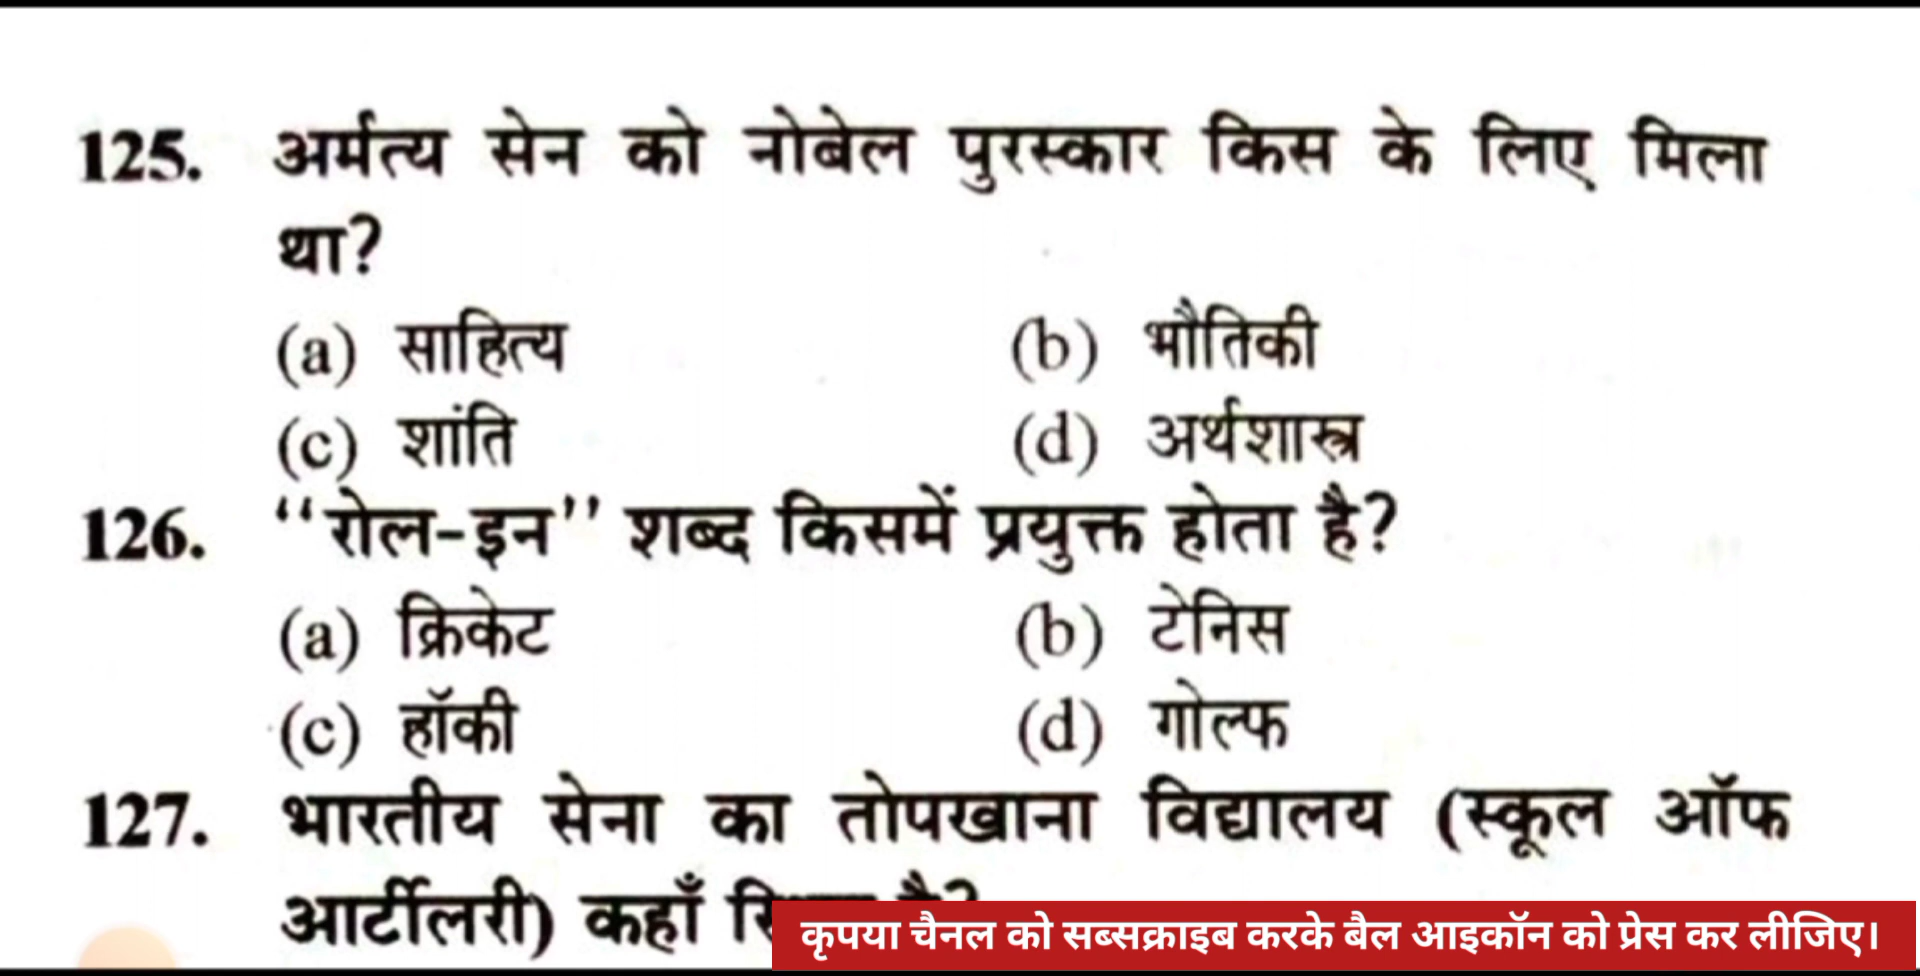 125. अर्मत्य सेन को नोबेल पुरस्कार किस के लिए मिला
था?
(a) साहित्य (b) भौतिकी
(c) शांति (d) अर्थशास्त्र
126. “रोल-इन” शब्द किसमें प्रयुक्त होता है?
(a) क्रिकेट (b) टेनिस
(c) हॉकी (d) गोल्फ
127. भारतीय सेना का तोपखाना विद्यालय (स्कूल ऑफ
आर्टीलरी) कहाँ है?
कृपया चैनल को सब्सक्राइब करके बैल आइकॉन को प्रेस कर लीजिए।